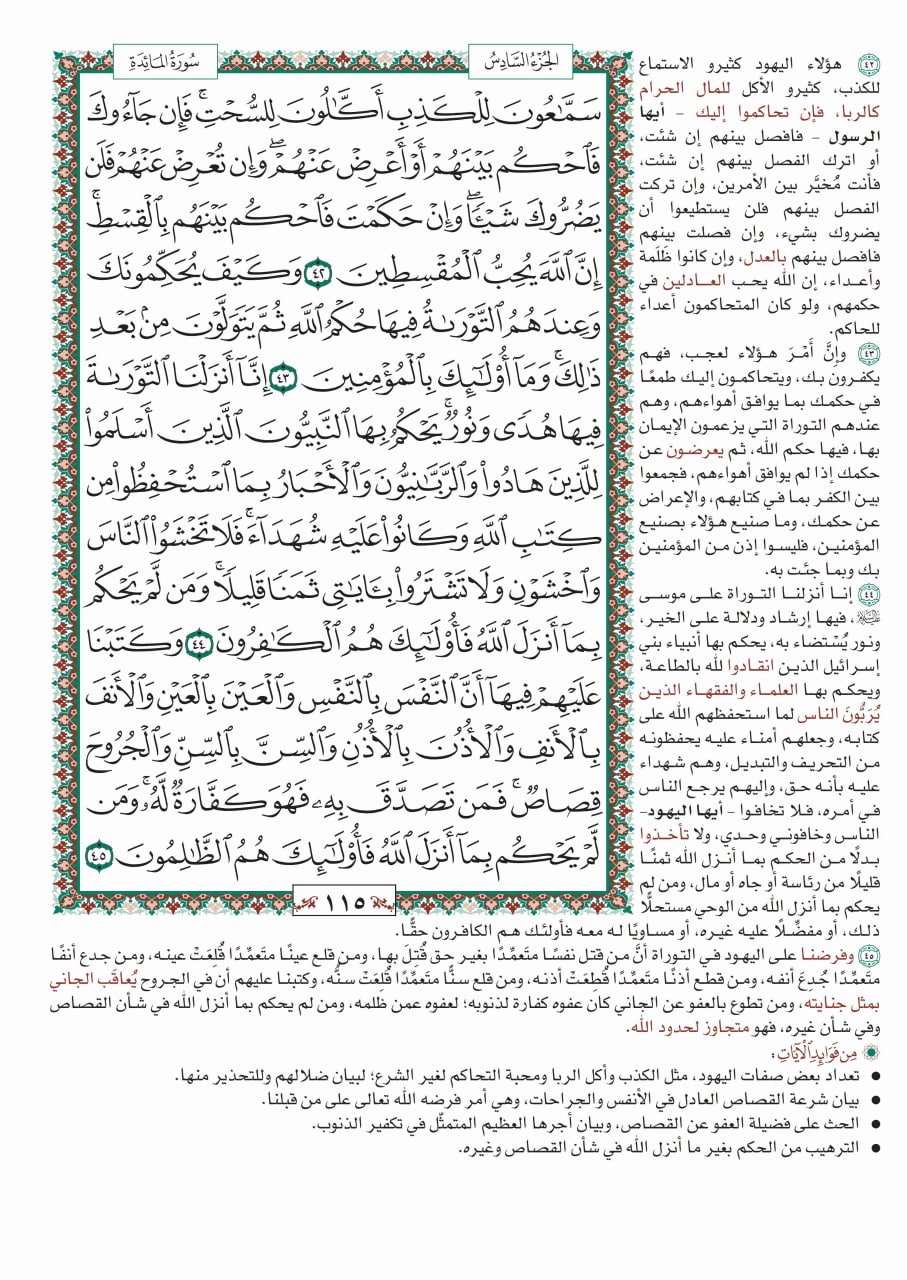 الجُزْءُ السَّادِسُ
سُورَةُ المَائِدَةِ
سَمَّٰعُونَ لِلۡكَذِبِ أَكَّٰلُونَ لِلسُّحۡتِۚ فَإِن جَآءُوكَ
فَٱحۡكُم بَيۡنَهُمۡ أَوۡ أَعۡرِضۡ عَنۡهُمۡۖ وَإِن تُعۡرِضۡ عَنۡهُمۡ فَلَن
يَضُرُّوكَ شَيۡـٔٗاۖ وَإِنۡ حَكَمۡتَ فَٱحۡكُم بَيۡنَهُم بِٱلۡقِسۡطِۚ
إِنَّ ٱللَّهَ يُحِبُّ ٱلۡمُقۡسِطِينَ ٤٢ وَكَيۡفَ يُحَكِّمُونَكَ
وَعِندَهُمُ ٱلتَّوۡرَىٰةُ فِيهَا حُكۡمُ ٱللَّهِ ثُمَّ يَتَوَلَّوۡنَ مِنۢ بَعۡدِ
ذَٰلِكَۚ وَمَآ أُوْلَٰٓئِكَ بِٱلۡمُؤۡمِنِينَ ٤٣ إِنَّآ أَنزَلۡنَا ٱلتَّوۡرَىٰةَ
فِيهَا هُدٗى وَنُورٞۚ يَحۡكُمُ بِهَا ٱلنَّبِيُّونَ ٱلَّذِينَ أَسۡلَمُواْ
لِلَّذِينَ هَادُواْ وَٱلرَّبَّٰنِيُّونَ وَٱلۡأَحۡبَارُ بِمَا ٱسۡتُحۡفِظُواْ مِن
كِتَٰبِ ٱللَّهِ وَكَانُواْ عَلَيۡهِ شُهَدَآءَۚ فَلَا تَخۡشَوُاْ ٱلنَّاسَ
وَٱخۡشَوۡنِ وَلَا تَشۡتَرُواْ بِـَٔايَٰتِي ثَمَنٗا قَلِيلٗاۚ وَمَن لَّمۡ يَحۡكُم
بِمَآ أَنزَلَ ٱللَّهُ فَأُوْلَٰٓئِكَ هُمُ ٱلۡكَٰفِرُونَ ٤٤ وَكَتَبۡنَا
عَلَيۡهِمۡ فِيهَآ أَنَّ ٱلنَّفۡسَ بِٱلنَّفۡسِ وَٱلۡعَيۡنَ بِٱلۡعَيۡنِ وَٱلۡأَنفَ
بِٱلۡأَنفِ وَٱلۡأُذُنَ بِٱلۡأُذُنِ وَٱلسِّنَّ بِٱلسِّنِّ وَٱلۡجُرُوحَ
قِصَاصٞۚ فَمَن تَصَدَّقَ بِهِۦ فَهُوَ كَفَّارَةٞ لَّهُۥۚ وَمَن
لَّمۡ يَحۡكُم بِمَآ أَنزَلَ ٱللَّهُ فَأُوْلَٰٓئِكَ هُمُ ٱلظَّٰلِمُونَ ٤٥
١١٥
٤٢ هؤلاء اليهود كثيرو الاستماع
للكذب، كثيرو الأكل للمال الحرام
كالربا، فإن تحاكموا إليك - أيها
الرسول - فافصل بينهم إن شئت،
أو اترك الفصل بينهم إن شئت،
فأنت مُخيَّر بين الأمرين، وإن تركت
الفصل بينهم فلن يستطيعوا أن
يضروك بشيء، وإن فصلت بينهم
فافصل بينهم بالعدل، وإن كانوا ظلمة
وأعداء، إن الله يحب العادلين في
حكمهم، ولو كان المتحاكمون أعداء
للحاكم.
٤٣ وإنَّ أَمْرَ هؤلاء لعجب، فهم
يكفرون بك، ويتحاكمون إليك طمعًا
في حكمك بما يوافق أهواءهم، وهم
عندهم التوراة التي يزعمون الإيمان
بها، فيها حكم الله، ثم يعرضون عن
حكمك إذا لم يوافق أهواءهم، فجمعوا
بين الكفر بما في كتابهم، والإعراض
عن حكمك، وما صنيع هؤلاء بصنيع
المؤمنين، فليسوا إذن من المؤمنين
بك وبما جئت به.
٤٤ إنا أنزلنا التوراة على موسى
عليه السلام، فيها إرشاد ودلالة على الخير،
ونور يُسْتضاء به، يحكم بها أنبياء بني
إسرائيل الذين انقادوا لله بالطاعة،
ويحكم بها العلماء والفقهاء الذين
يُرَبُّونَ الناس لما استحفظهم الله على
كتابه، وجعلهم أمناء عليه يحفظونه
من التحريف والتبديل، وهم شهداء
عليه بأنه حق، وإليهم يرجع الناس
في أمره، فلا تخافوا - أيها اليهود-
الناس وخافوني وحدي، ولا تأخذوا
بدلًا من الحكم بما أنزل الله ثمنًا
قليلًا من رئاسة أو جاه أو مال، ومن لم
يحكم بما أنزل الله من الوحي مستحلًّا
ذلك، أو مفضِّلًا عليه غيره، أو مساويًا له معه فأولئك هم الكافرون حقًّا.
٤٥ وفرضنا على اليهود في التوراة أنَّ من قتل نفسًا متَعمِّدًا بغير حق قُتِلَ بها، ومن قلع عينًا متَعمِّدًا قُلِعَتْ عينه، ومن جدع أنفًا
متَعمِّدًا جُدِعَ أنفه، ومن قطع أذنًا متَعمِّدًا قُطِعَتْ أذنه، ومن قلع سنًّا متَعمِّدًا قُلِعَتْ سنُّه، وكتبنا عليهم أن في الجروح يُعاقَب الجاني
بمثل جنايته، ومن تطوع بالعفو عن الجاني كان عفوه كفارة لذنوبه؛ لعفوه عمن ظلمه، ومن لم يحكم بما أنزل الله في شأن القصاص
وفي شأن غيره، فهو متجاوز لحدود الله.
مِن فَوَائِدِ الآيَاتِ:
• تعداد بعض صفات اليهود، مثل الكذب وأكل الربا ومحبة التحاكم لغير الشرع؛ لبيان ضلالهم وللتحذير منها.
• بيان شرعة القصاص العادل في الأنفس والجراحات، وهي أمر فرضه الله تعالى على من قبلنا.
• الحث على فضيلة العفو عن القصاص، وبيان أجرها العظيم المتمثِّل في تكفير الذنوب.
• الترهيب من الحكم بغير ما أنزل الله في شأن القصاص وغيره.